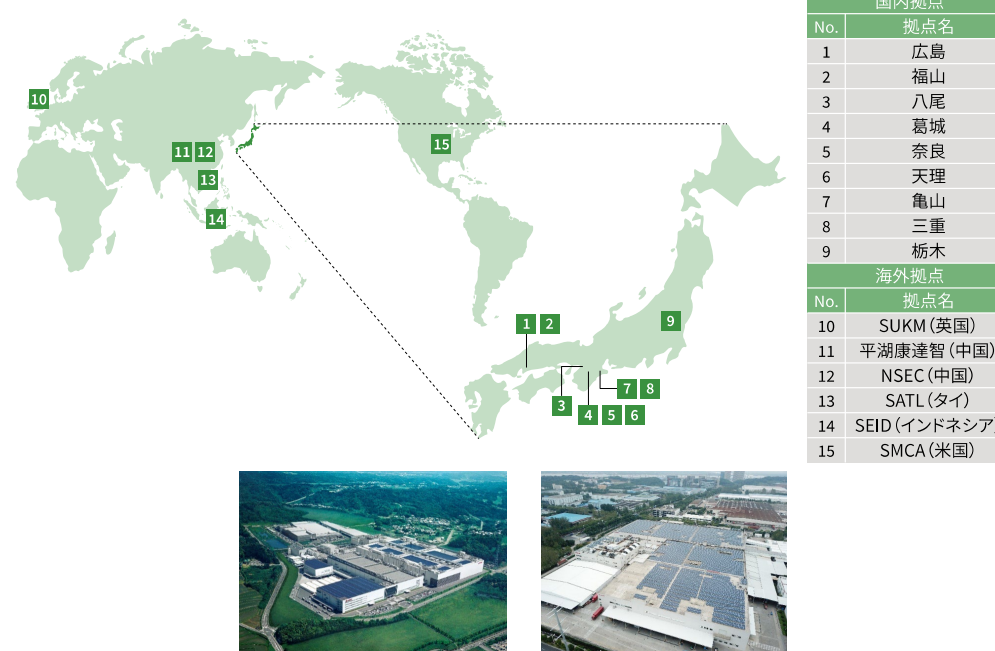 10
11 12
13
14
15
1 2
9
7 8
3
4 5 6
国内拠点
No. 拠点名
1 広島
2 福山
3 八尾
4 葛城
5 奈良
6 天理
7 亀山
8 三重
9 栃木
海外拠点
No. 拠点名
10 SUKM（英国）
11 平湖康達智（中国）
12 NSEC（中国）
13 SATL（タイ）
14 SEID（インドネシア）
15 SMCA（米国）